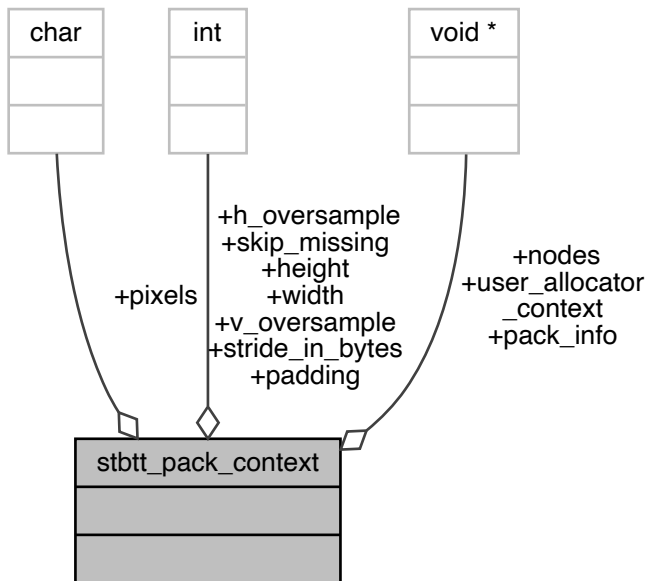 char
int
void *
+pixels
+h_oversample
+skip_missing
+height
+width
+v_oversample
+stride_in_bytes
+padding
+nodes
+user_allocator
_context
+pack_info
stbtt_pack_context